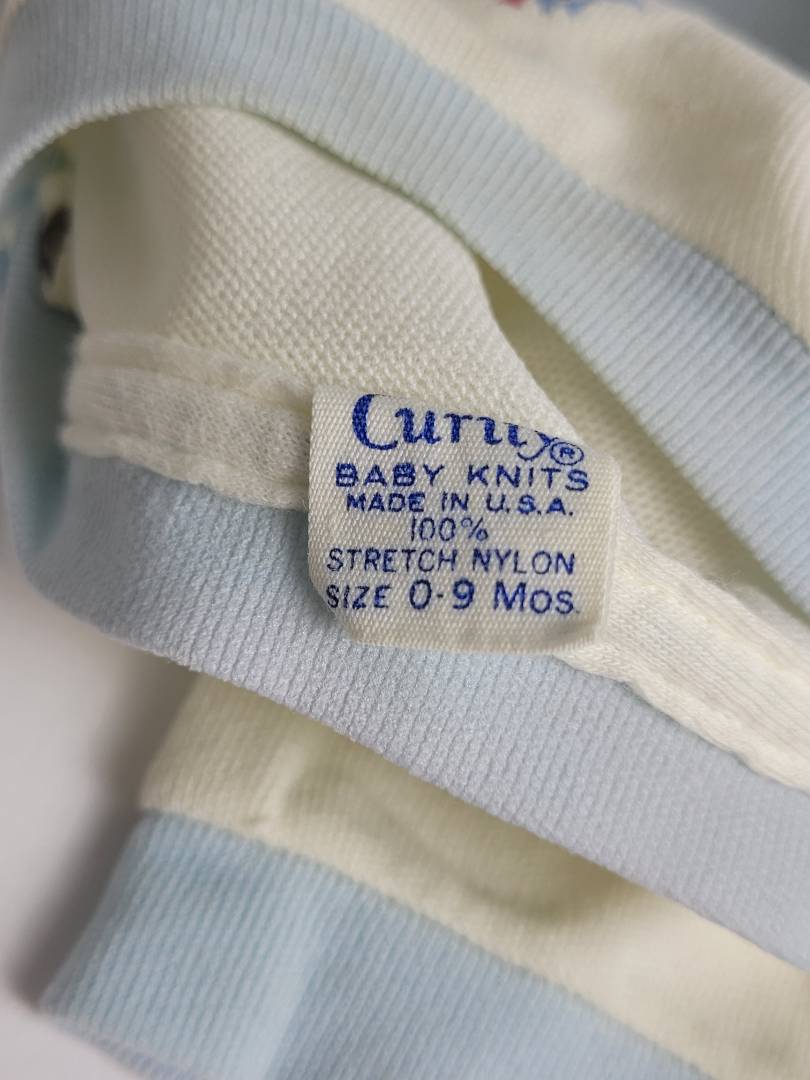 Curity®
BABY KNITS
MADE IN U.S.A.
100%
STRETCH NYLON
SIZE 0-9 Mos.